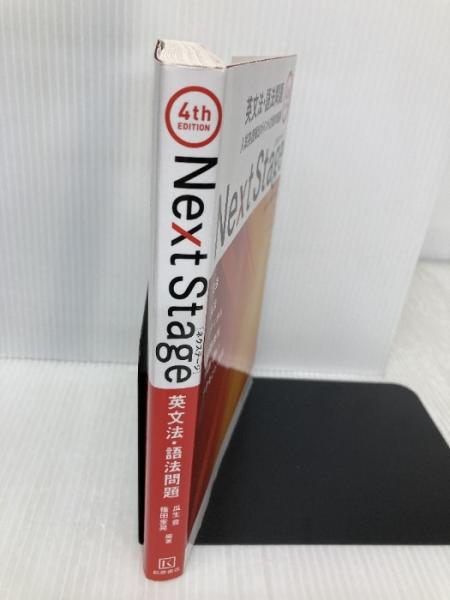 4th
EDITION
Next Stage
[ネクステージ]
英文法・語法問題
瓜生 豊
篠田重晃
編著
桐原書店
英文法・語法問題
Next Stage